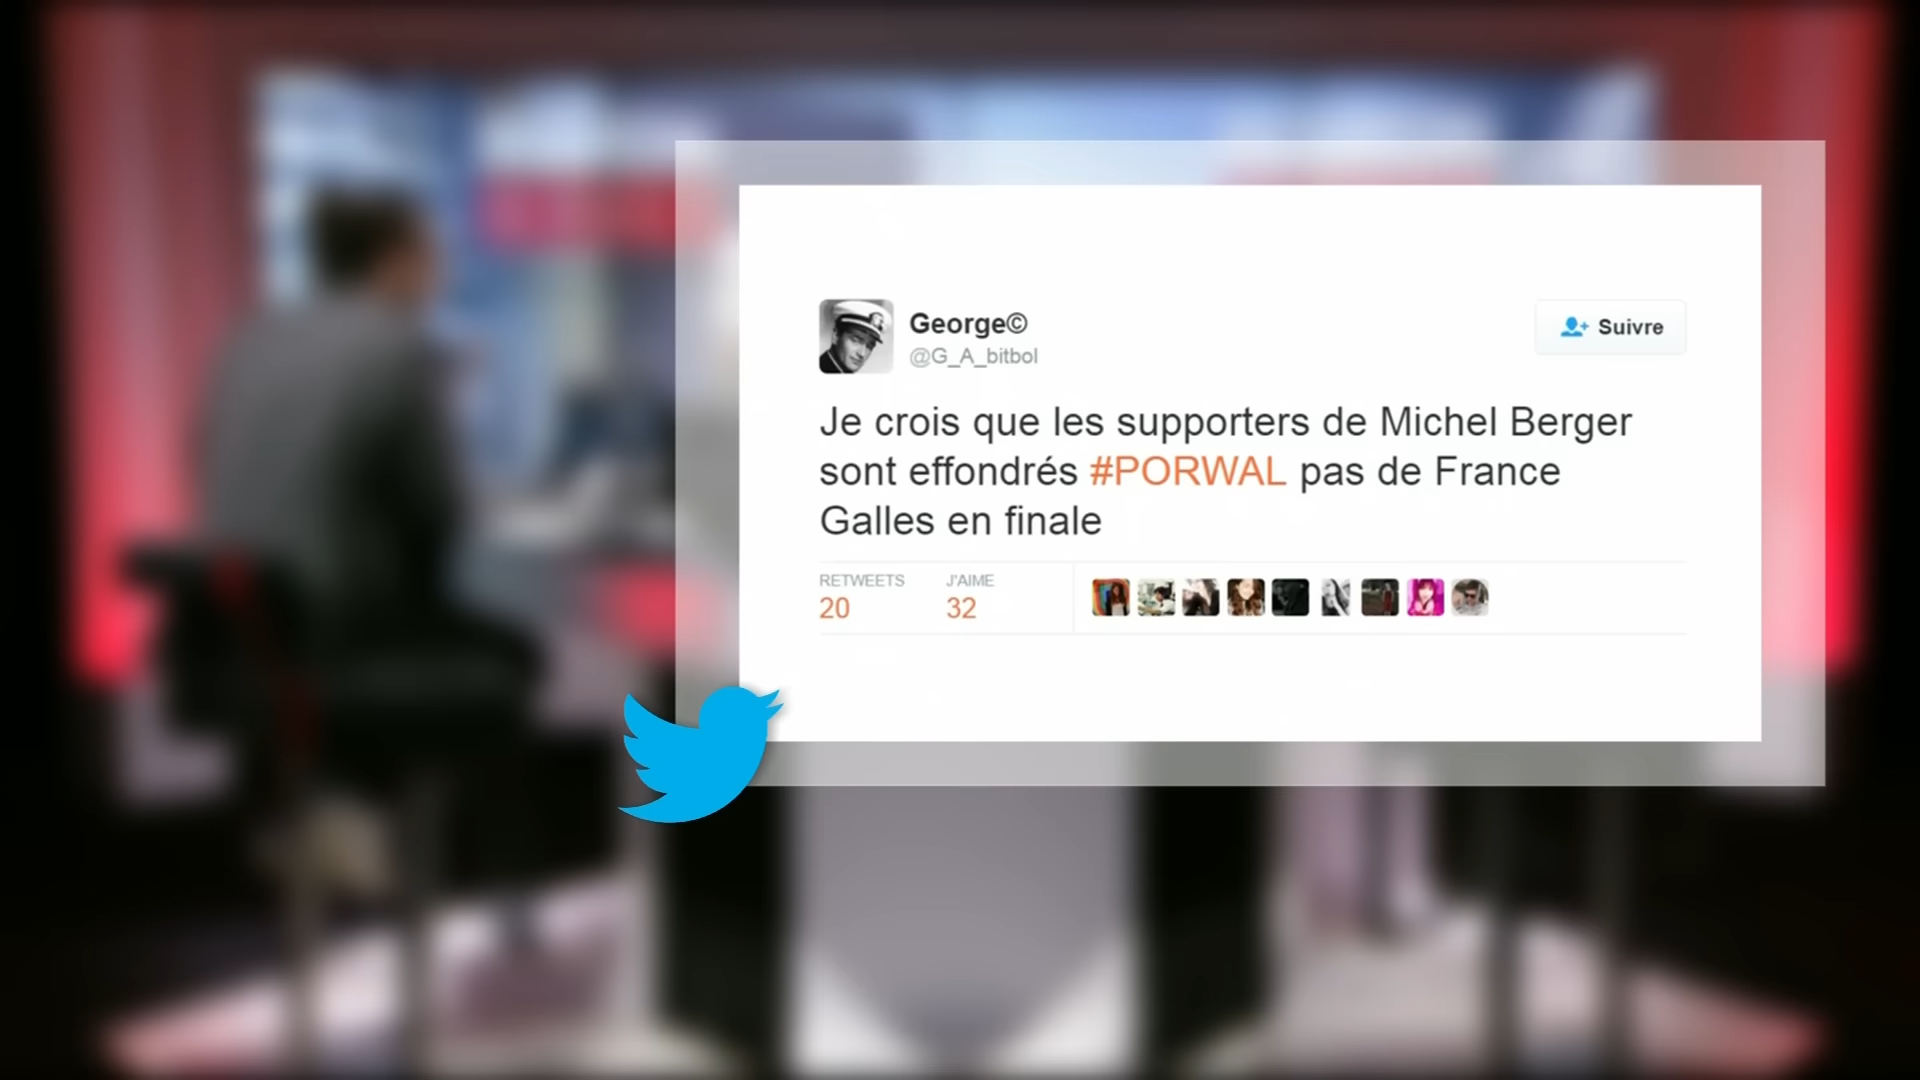 George©
@G_A_bitbol
Suivre
Je crois que les supporters de Michel Berger
sont effondrés #PORWAL pas de France
Galles en finale
RETWEETS
20
J'AIME
32